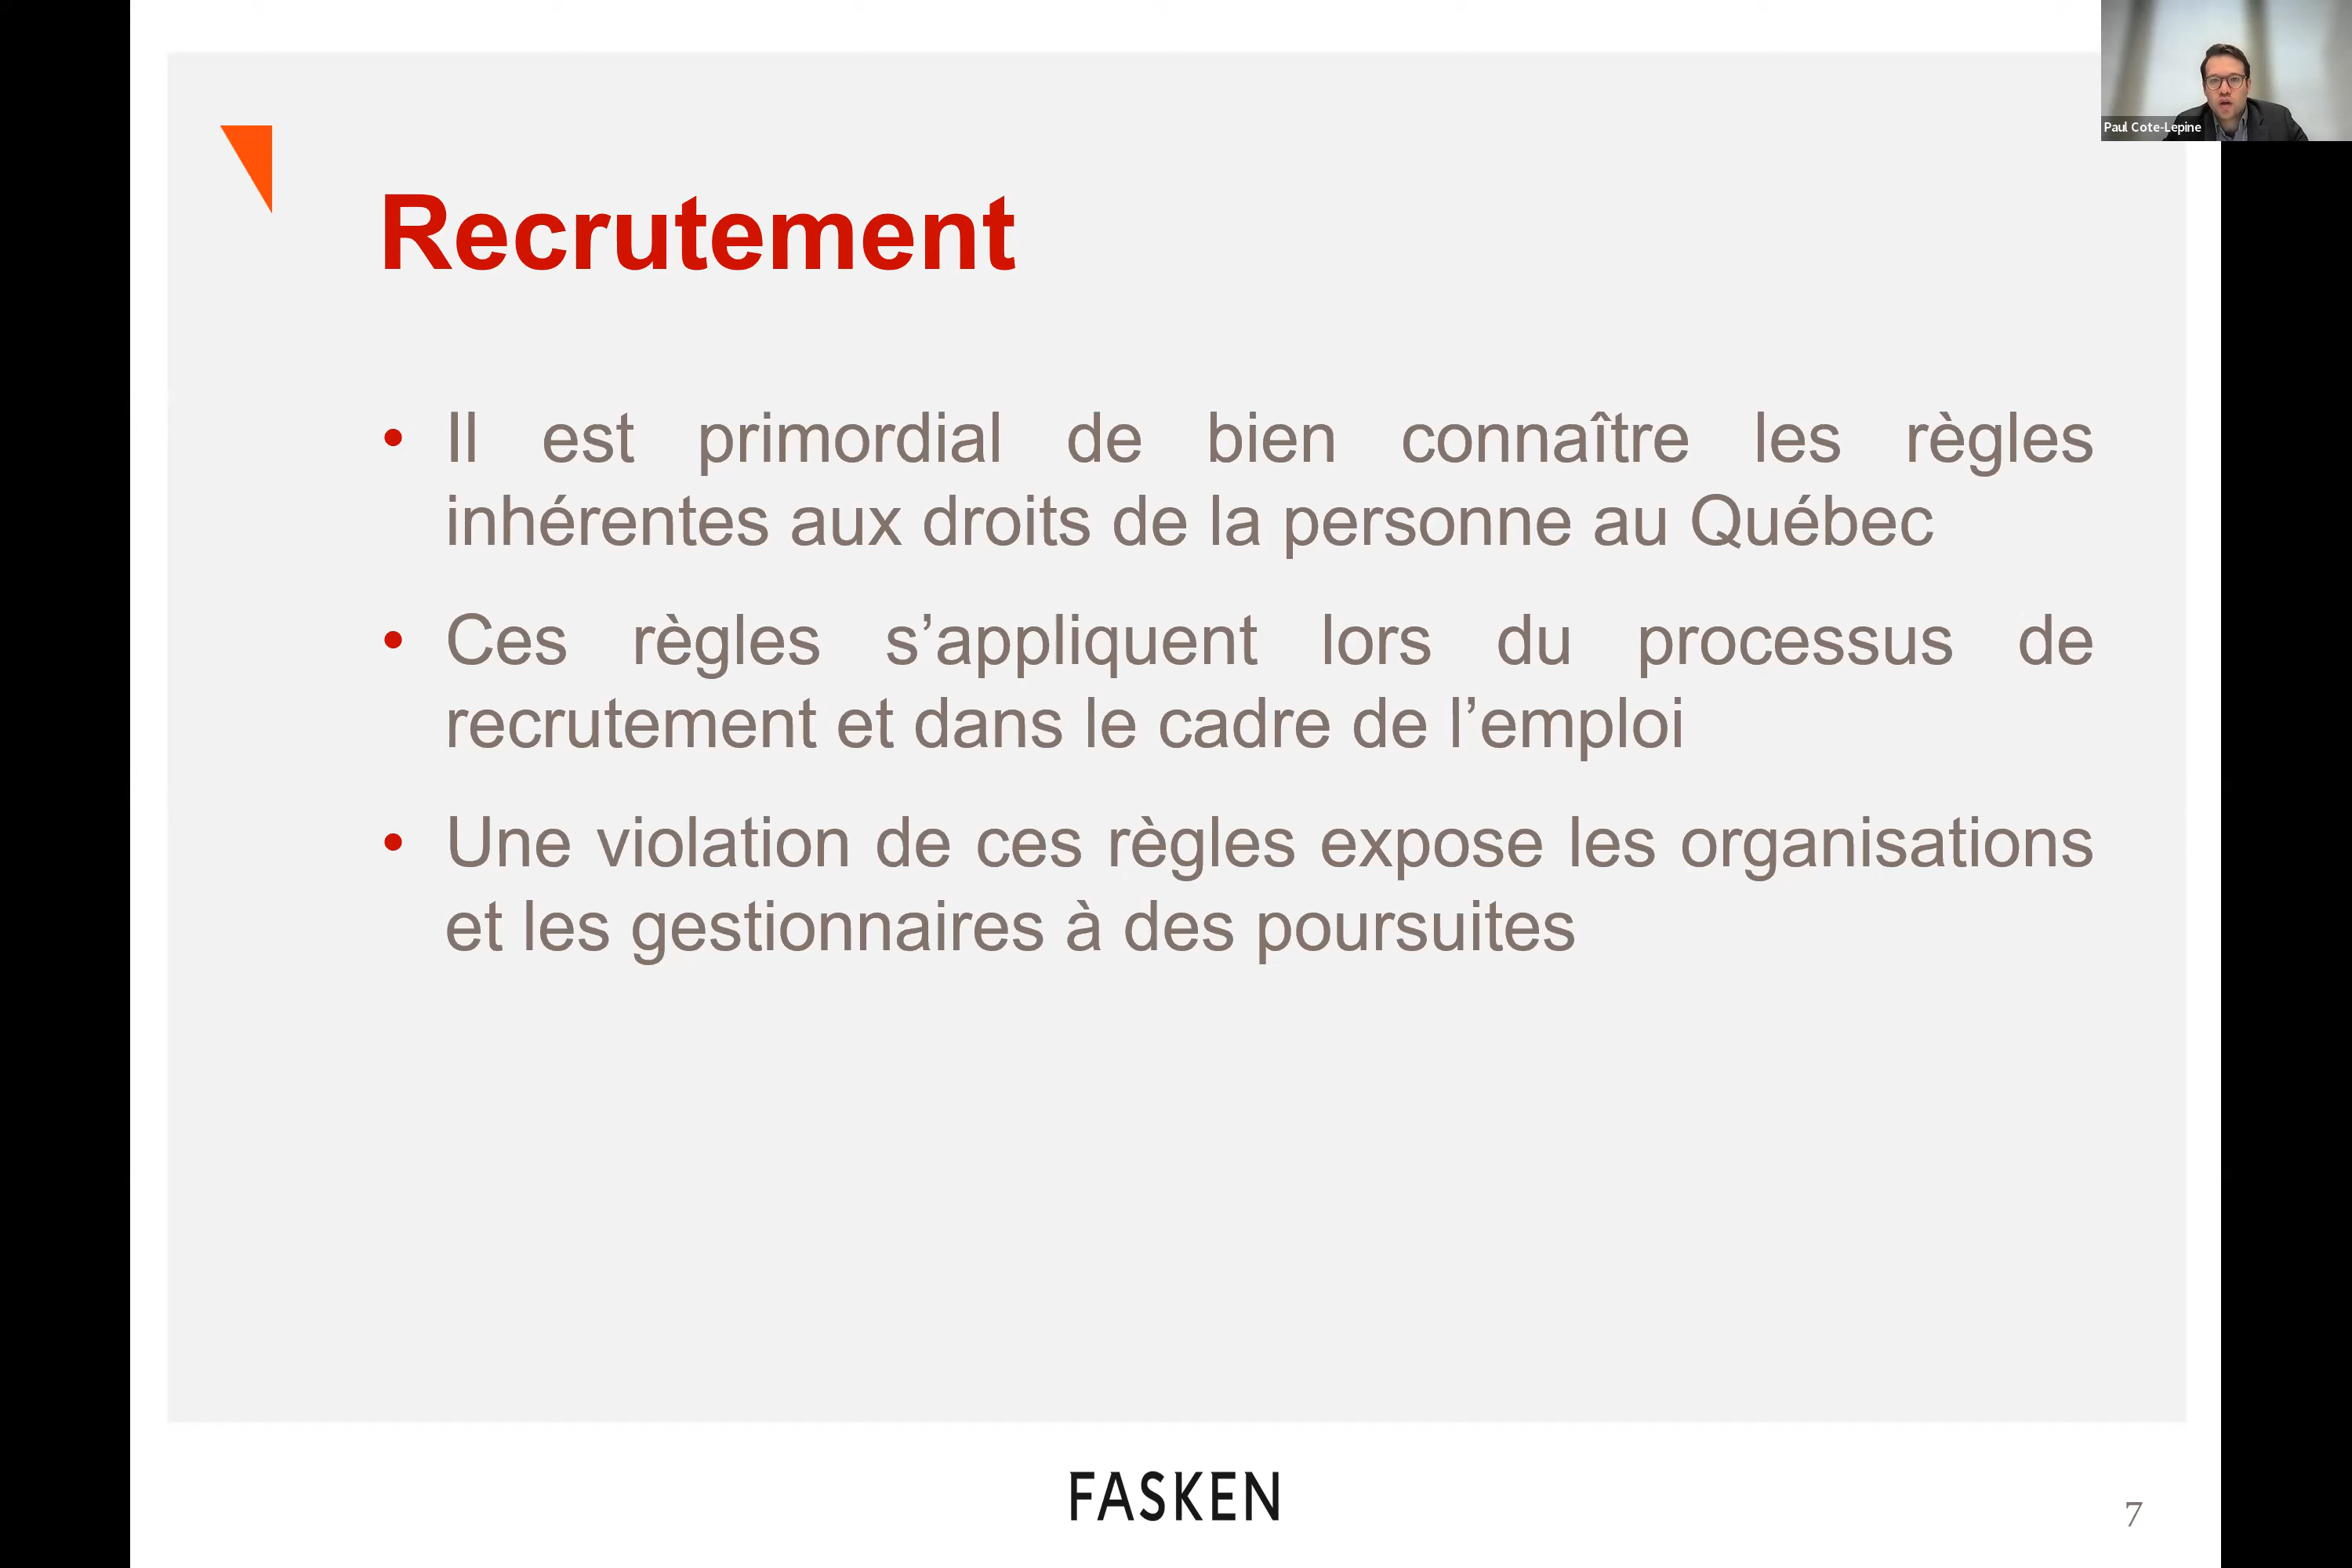 Paul Cote-Lepine
Recrutement
• Il est primordial de bien connaître les règles
inhérentes aux droits de la personne au Québec
• Ces règles s’appliquent lors du processus de
recrutement et dans le cadre de l’emploi
• Une violation de ces règles expose les organisations
et les gestionnaires à des poursuites
FASKEN
7